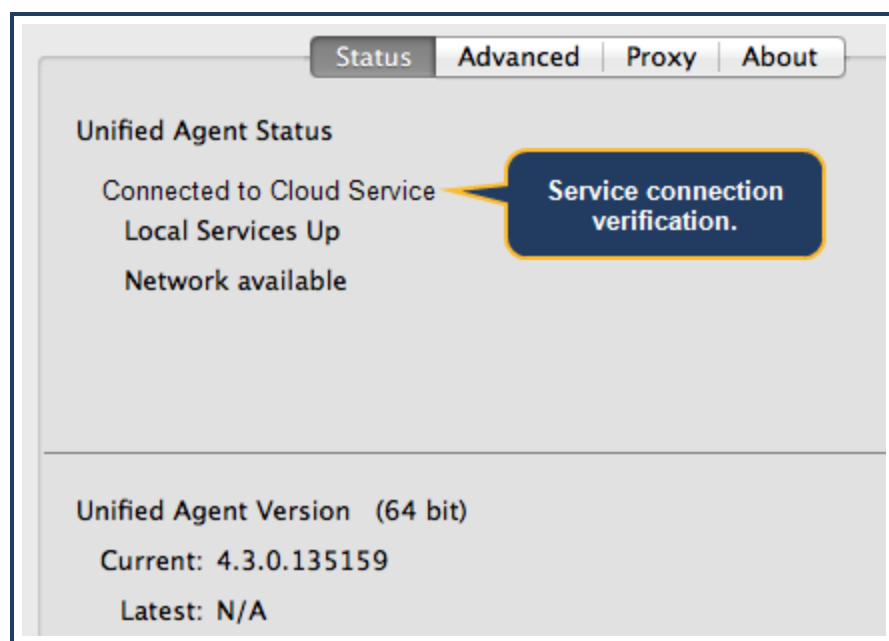 Status Advanced Proxy About
Unified Agent Status
Connected to Cloud Service
Service connection
verification.
Local Services Up
Network available
Unified Agent Version (64 bit)
Current: 4.3.0.135159
Latest: N/A